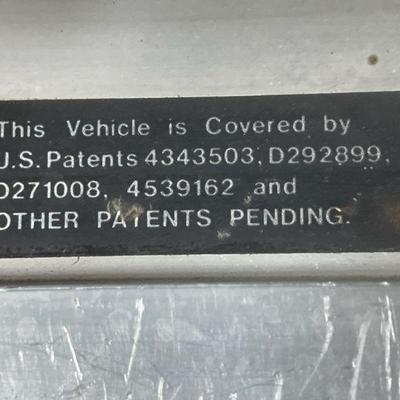 This Vehicle is Covered by
U.S. Patents 4343503, D292899,
D271008, 4539162 and
OTHER PATENTS PENDING.